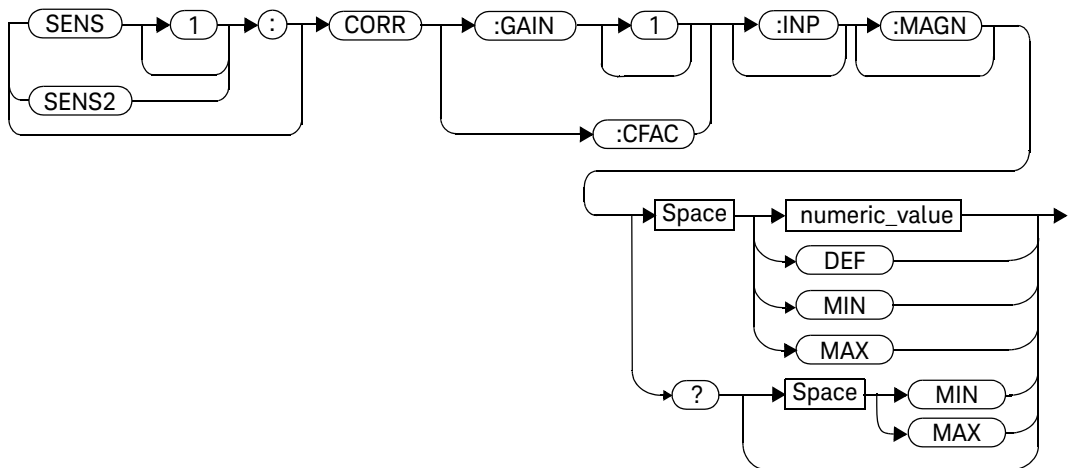 SENS 1 : CORR :GAIN 1 :INP :MAGN
SENS2
:CFAC
Space numeric_value
DEF
MIN
MAX
? Space MIN
MAX